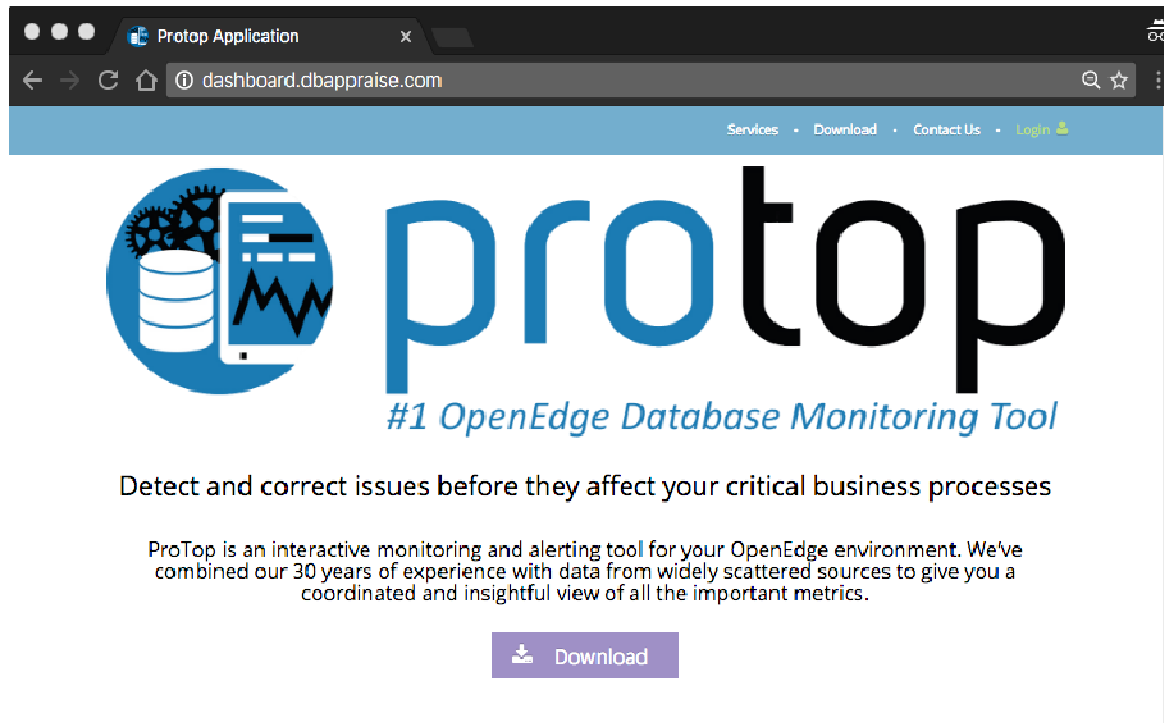 Protop Application
dashboard.dbappraise.com
Services • Download • Contact Us • Login
protop
#1 OpenEdge Database Monitoring Tool
Detect and correct issues before they affect your critical business processes
ProTop is an interactive monitoring and alerting tool for your OpenEdge environment. We've
combined our 30 years of experience with data from widely scattered sources to give you a
coordinated and insightful view of all the important metrics.
Download